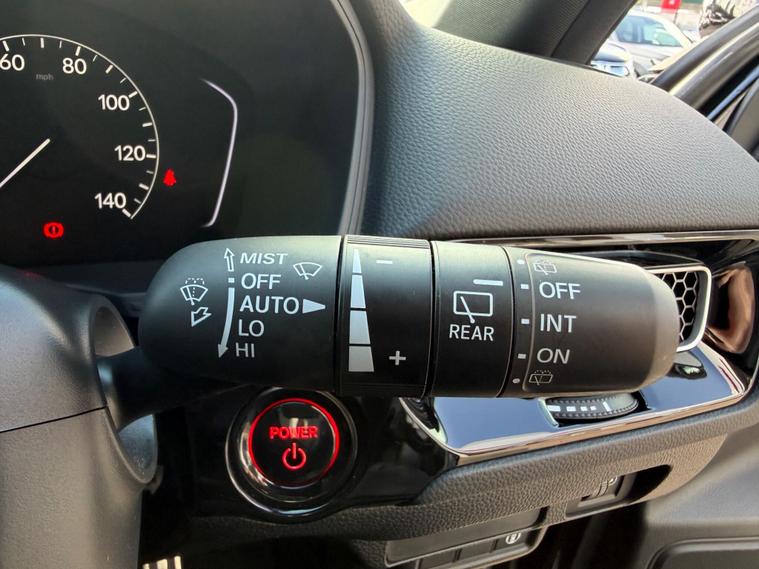 60
80
mph
100
120
140
MIST
OFF
AUTO
LO
HI
− +
REAR
OFF
INT
ON
POWER